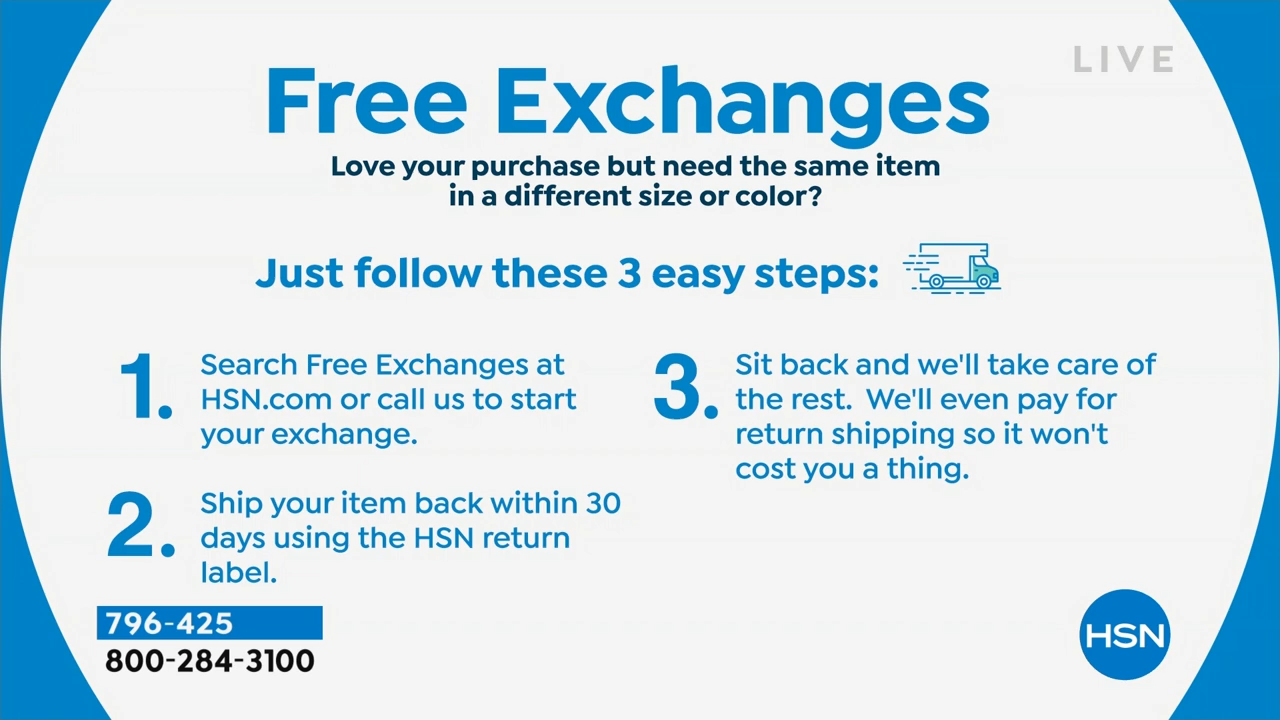 LIVE
Free Exchanges
Love your purchase but need the same item
in a different size or color?
Just follow these 3 easy steps:
1. Search Free Exchanges at
HSN.com or call us to start
your exchange.
2. Ship your item back within 30
days using the HSN return
label.
3. Sit back and we'll take care of
the rest.  We'll even pay for
return shipping so it won't
cost you a thing.
796-425
800-284-3100
HSN